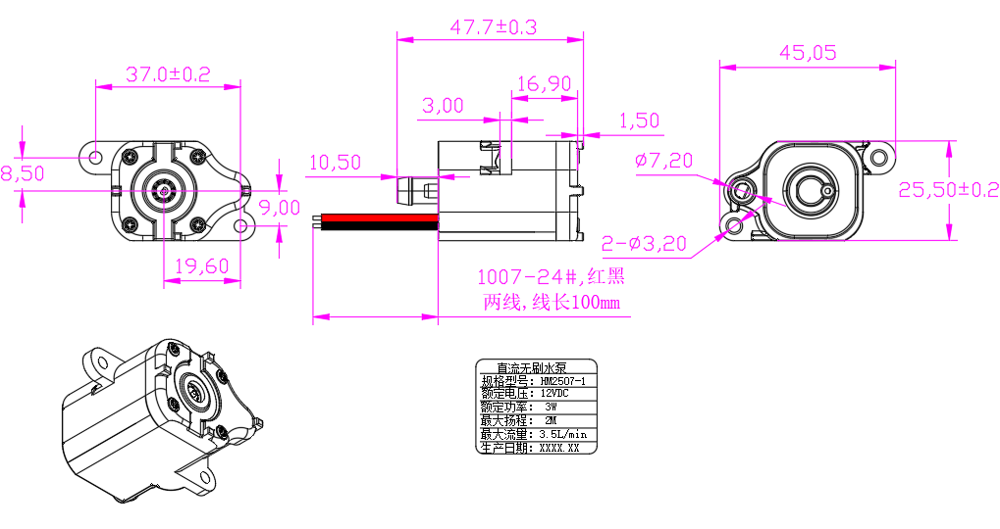 47.7±0.3
45,05
37.0±0.2
16,90
3,00
1,50
10,50
ø7,20
8,50
25,50±0.2
9,00
2-ø3,20
19,60
1007-24#,红黑
两线,线长100mm
直流无刷水泵
规格型号: HM2507-1
额定电压: 12VDC
额定功率: 3W
最大扬程: 2M
最大流量: 3.5L/min
生产日期: XXXX.XX